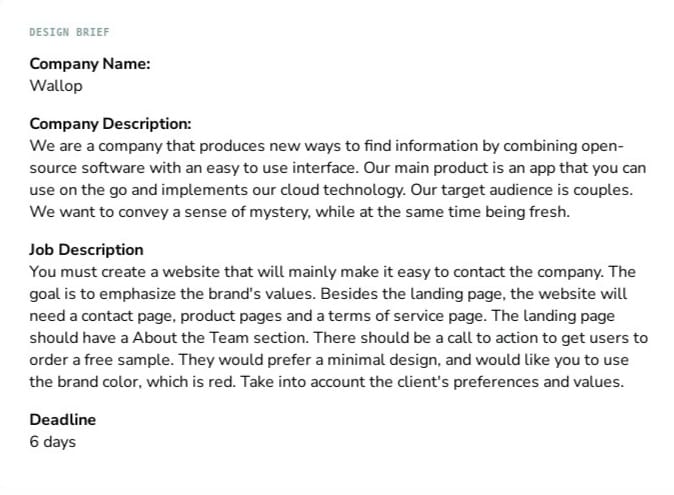 DESIGN BRIEF
Company Name:
Wallop
Company Description:
We are a company that produces new ways to find information by combining open-
source software with an easy to use interface. Our main product is an app that you can
use on the go and implements our cloud technology. Our target audience is couples.
We want to convey a sense of mystery, while at the same time being fresh.
Job Description
You must create a website that will mainly make it easy to contact the company. The
goal is to emphasize the brand's values. Besides the landing page, the website will
need a contact page, product pages and a terms of service page. The landing page
should have a About the Team section. There should be a call to action to get users to
order a free sample. They would prefer a minimal design, and would like you to use
the brand color, which is red. Take into account the client's preferences and values.
Deadline
6 days